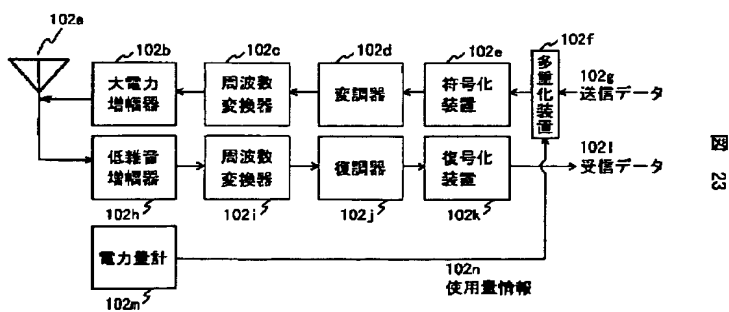 102a
102b
102c
102d
102e
102f
大電力
増幅器
周波数
変換器
変調器
符号化
装置
多重化装置
102g
送信データ
低雑音
増幅器
周波数
変換器
復調器
復号化
装置
102l
受信データ
102h
102i
102j
102k
電力量計
102m
102n
使用量情報
図 23